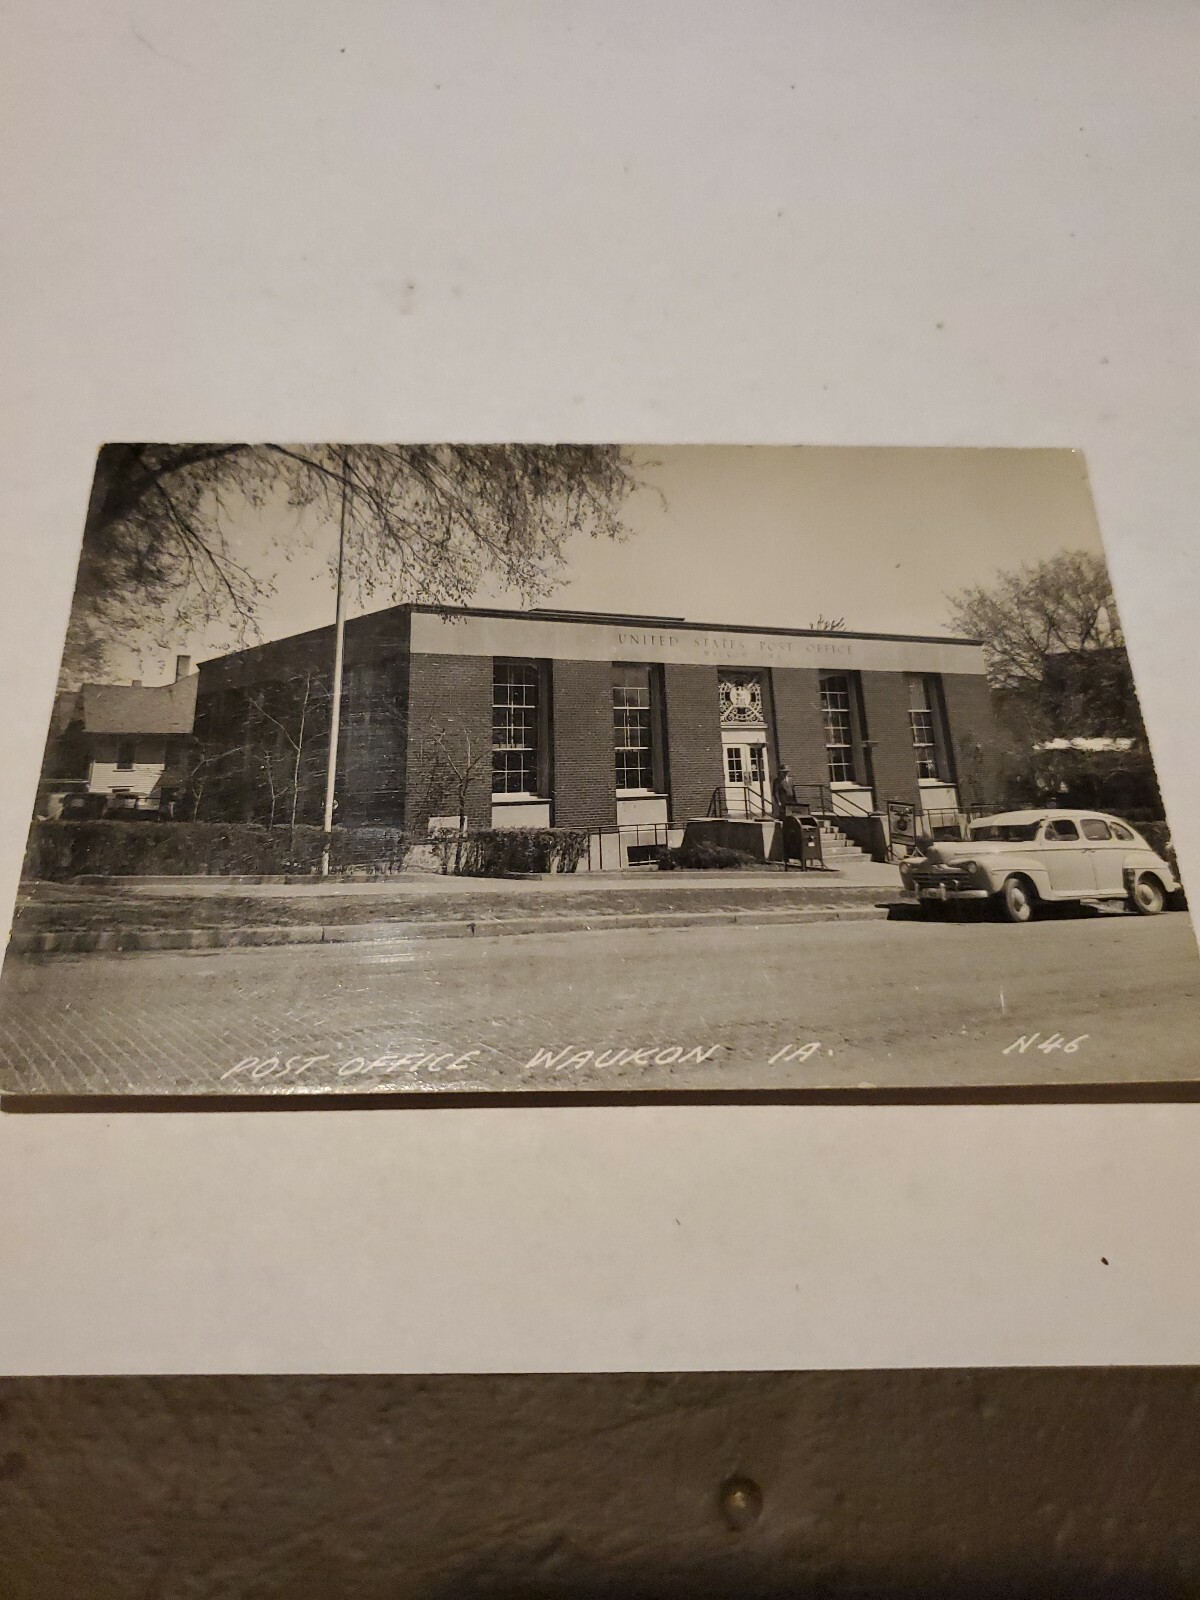 UNITED STATES POST OFFICE
POST OFFICE WAUKON IA. N46